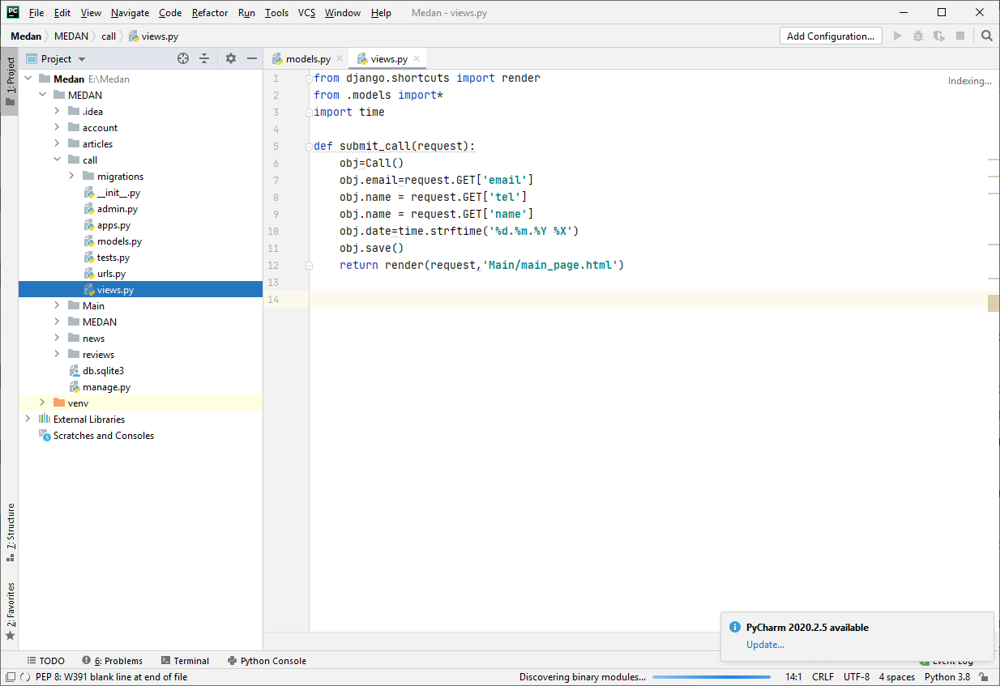 PC File Edit View Navigate Code Refactor Run Tools VCS Window Help Medan - views.py
Medan MEDAN call views.py Add Configuration...
1: Project
Project
models.py views.py
Medan E:\Medan
MEDAN
.idea
account
articles
call
migrations
__init__.py
admin.py
apps.py
models.py
tests.py
urls.py
views.py
Main
MEDAN
news
reviews
db.sqlite3
manage.py
venv
External Libraries
Scratches and Consoles
7: Structure
2: Favorites
Indexing...
1 from django.shortcuts import render
2 from .models import*
3 import time
4
5 def submit_call(request):
6 obj=Call()
7 obj.email=request.GET['email']
8 obj.name = request.GET['tel']
9 obj.name = request.GET['name']
10 obj.date=time.strftime('%d.%m.%Y %X')
11 obj.save()
12 return render(request,'Main/main_page.html')
13
14
PyCharm 2020.2.5 available
Update...
TODO 6: Problems Terminal Python Console Event Log
PEP 8: W391 blank line at end of file Discovering binary modules... 14:1 CRLF UTF-8 4 spaces Python 3.8